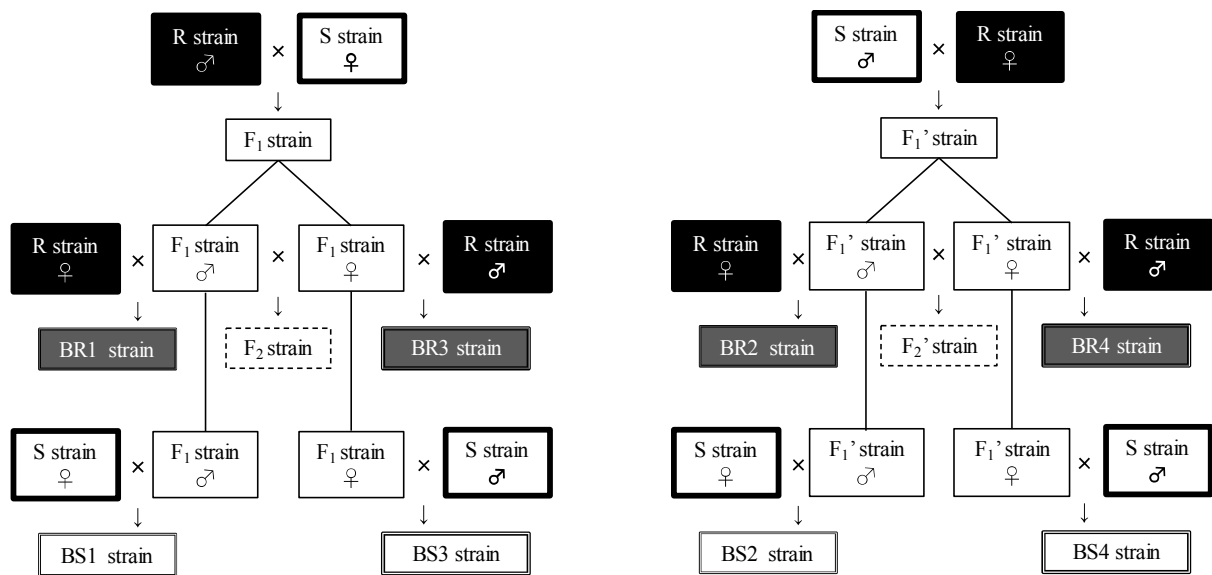 R strain
♂
×
S strain
♀
S strain
♂
×
R strain
♀
↓
↓
F₁ strain
F₁’ strain
R strain
♀
×
F₁ strain
♂
×
F₁ strain
♀
×
R strain
♂
R strain
♀
×
F₁’ strain
♂
×
F₁’ strain
♀
×
R strain
♂
↓
↓
↓
↓
↓
↓
BR1 strain
F₂ strain
BR3 strain
BR2 strain
F₂’ strain
BR4 strain
S strain
♀
×
F₁ strain
♂
F₁ strain
♀
×
S strain
♂
S strain
♀
×
F₁’ strain
♂
F₁’ strain
♀
×
S strain
♂
↓
↓
↓
↓
BS1 strain
BS3 strain
BS2 strain
BS4 strain